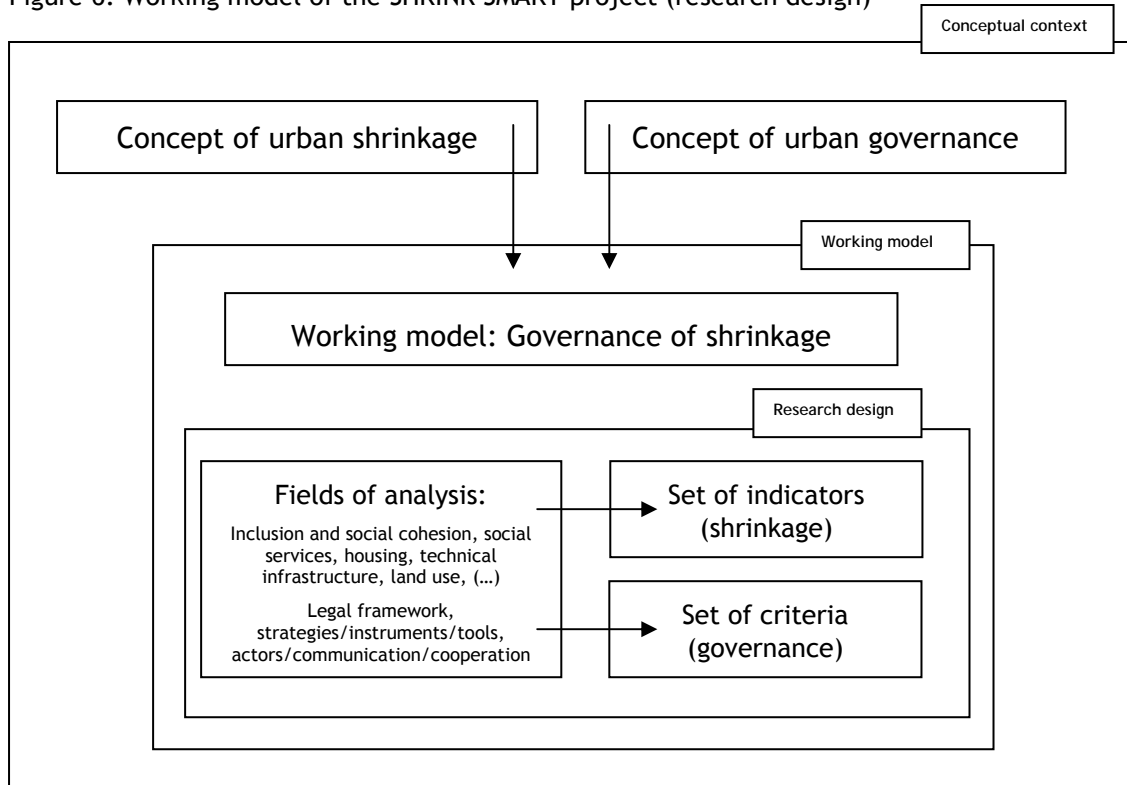 Figure 6: Working model of the SHRINK SMART project (research design)
Conceptual context
Concept of urban shrinkage
Concept of urban governance
Working model
Working model: Governance of shrinkage
Research design
Fields of analysis:
Inclusion and social cohesion, social
services, housing, technical
infrastructure, land use, (…)
Legal framework,
strategies/instruments/tools,
actors/communication/cooperation
Set of indicators
(shrinkage)
Set of criteria
(governance)